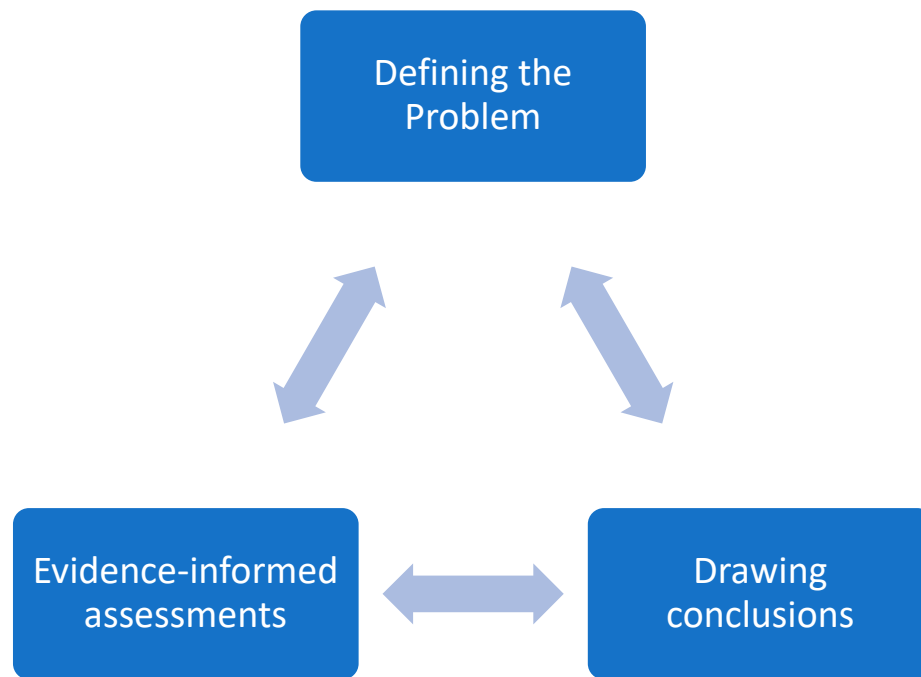 Defining the
Problem
Evidence-informed
assessments
Drawing
conclusions